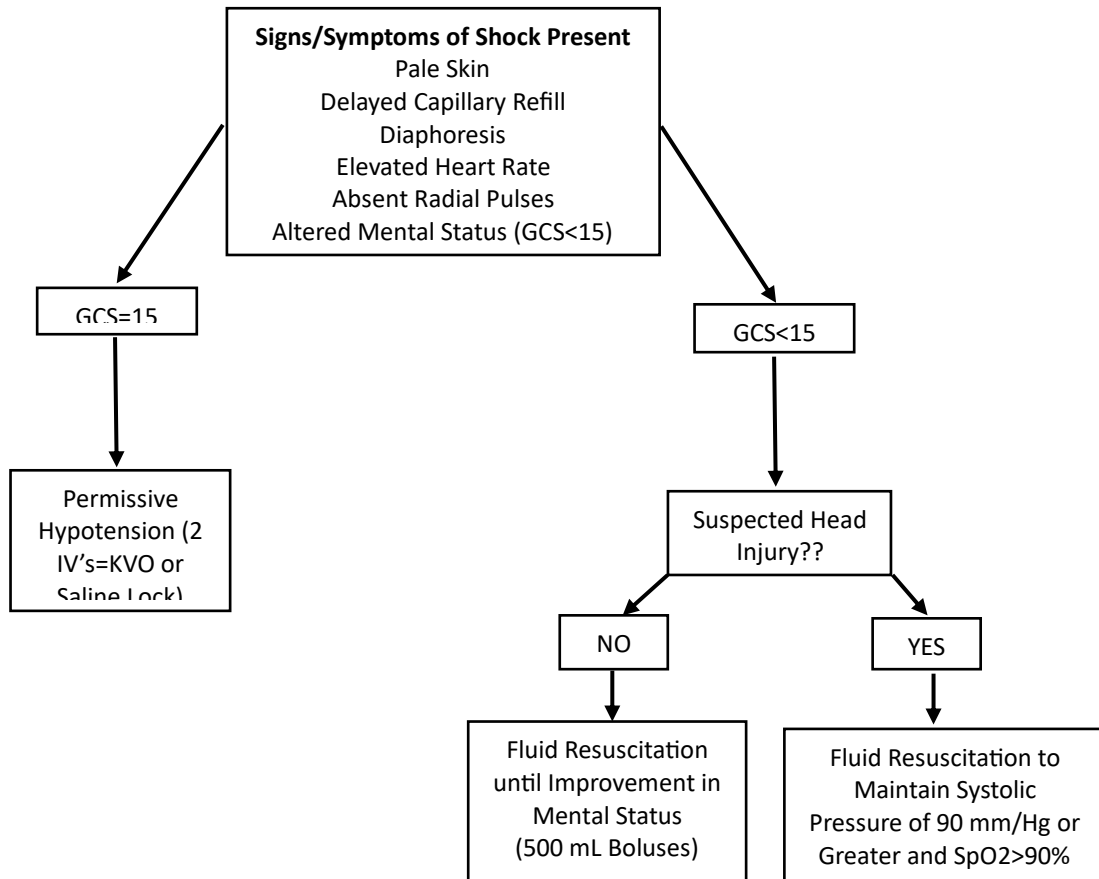 Signs/Symptoms of Shock Present
Pale Skin
Delayed Capillary Refill
Diaphoresis
Elevated Heart Rate
Absent Radial Pulses
Altered Mental Status (GCS<15)
GCS=15
GCS<15
Permissive
Hypotension (2
IV's=KVO or
Saline Lock)
Suspected Head
Injury??
NO
YES
Fluid Resuscitation
until Improvement in
Mental Status
(500 mL Boluses)
Fluid Resuscitation to
Maintain Systolic
Pressure of 90 mm/Hg or
Greater and SpO2>90%